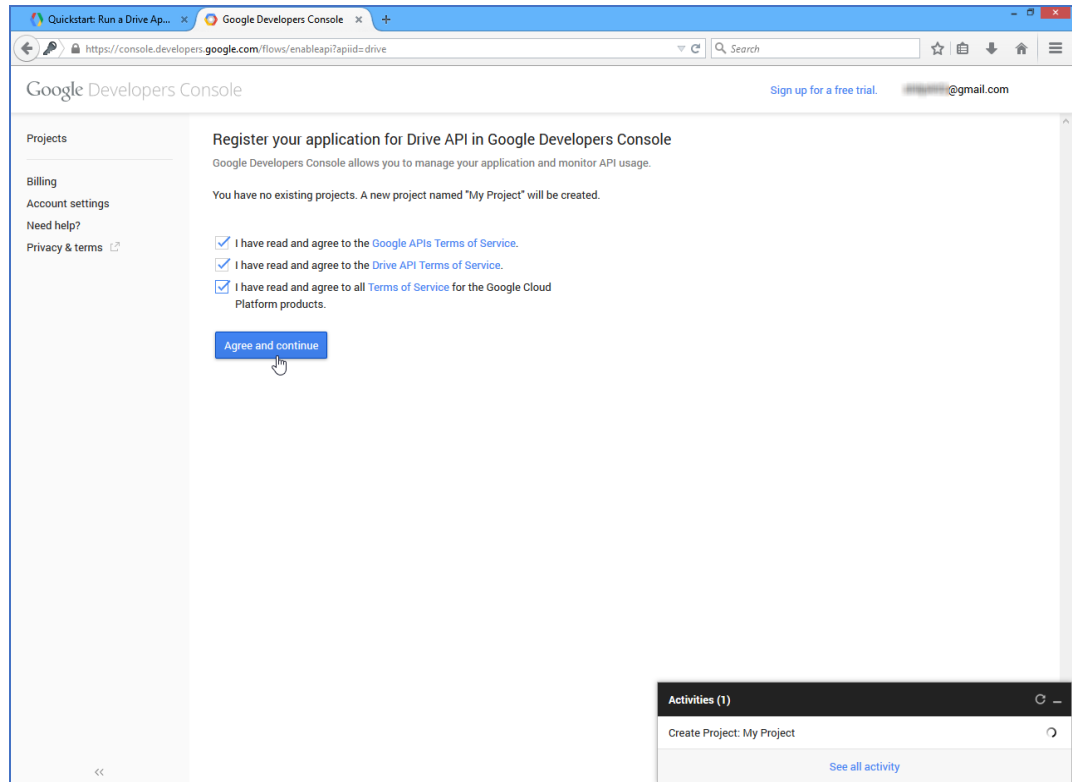 Quickstart: Run a Drive Ap...
Google Developers Console
https://console.developers.google.com/flows/enableapi?apiid=drive
Search
Google Developers Console
Sign up for a free trial.
@gmail.com
Projects
Billing
Account settings
Need help?
Privacy & terms
Register your application for Drive API in Google Developers Console
Google Developers Console allows you to manage your application and monitor API usage.
You have no existing projects. A new project named "My Project" will be created.
I have read and agree to the Google APIs Terms of Service.
I have read and agree to the Drive API Terms of Service.
I have read and agree to all Terms of Service for the Google Cloud
Platform products.
Agree and continue
Activities (1)
Create Project: My Project
See all activity